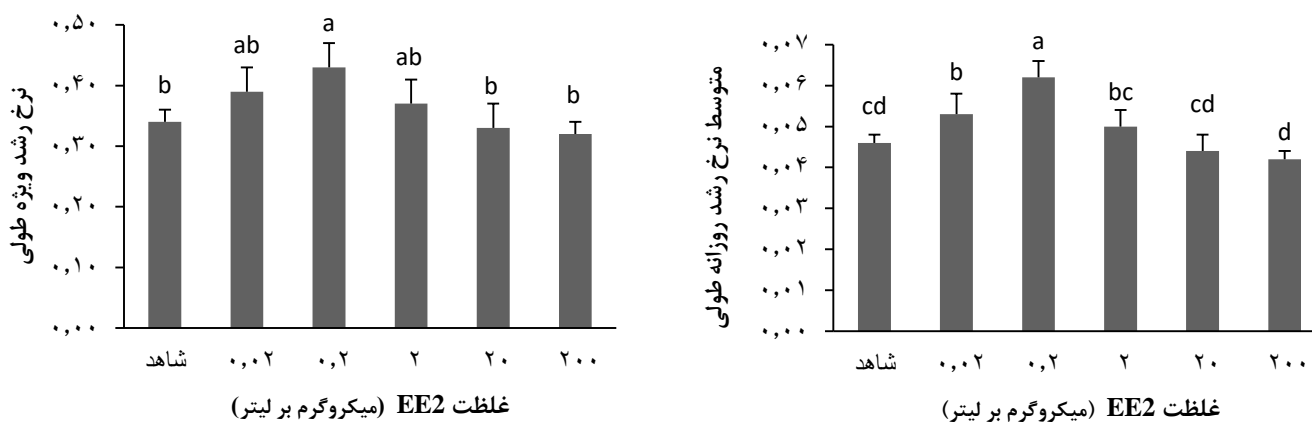 نرخ رشد ویژه طولی
۰,۵۰
۰,۴۰
۰,۳۰
۰,۲۰
۰,۱۰
۰,۰۰
b
ab
a
ab
b
b
شاهد
۰,۰۲
۰,۲
۲
۲۰
۲۰۰
غلظت EE2 (میکروگرم بر لیتر)
متوسط نرخ رشد روزانه طولی
۰,۰۷
۰,۰۶
۰,۰۵
۰,۰۴
۰,۰۳
۰,۰۲
۰,۰۱
۰,۰۰
cd
b
a
bc
cd
d
شاهد
۰,۰۲
۰,۲
۲
۲۰
۲۰۰
غلظت EE2 (میکروگرم بر لیتر)